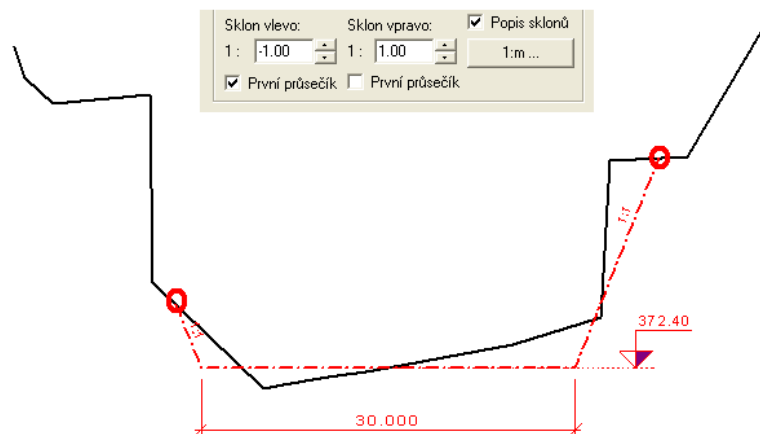 Sklon vlevo: Sklon vpravo: Popis sklonů
1 : -1.00 1 : 1.00 1:m ...
První průsečík První průsečík
1:1
1:1
372.40
30.000